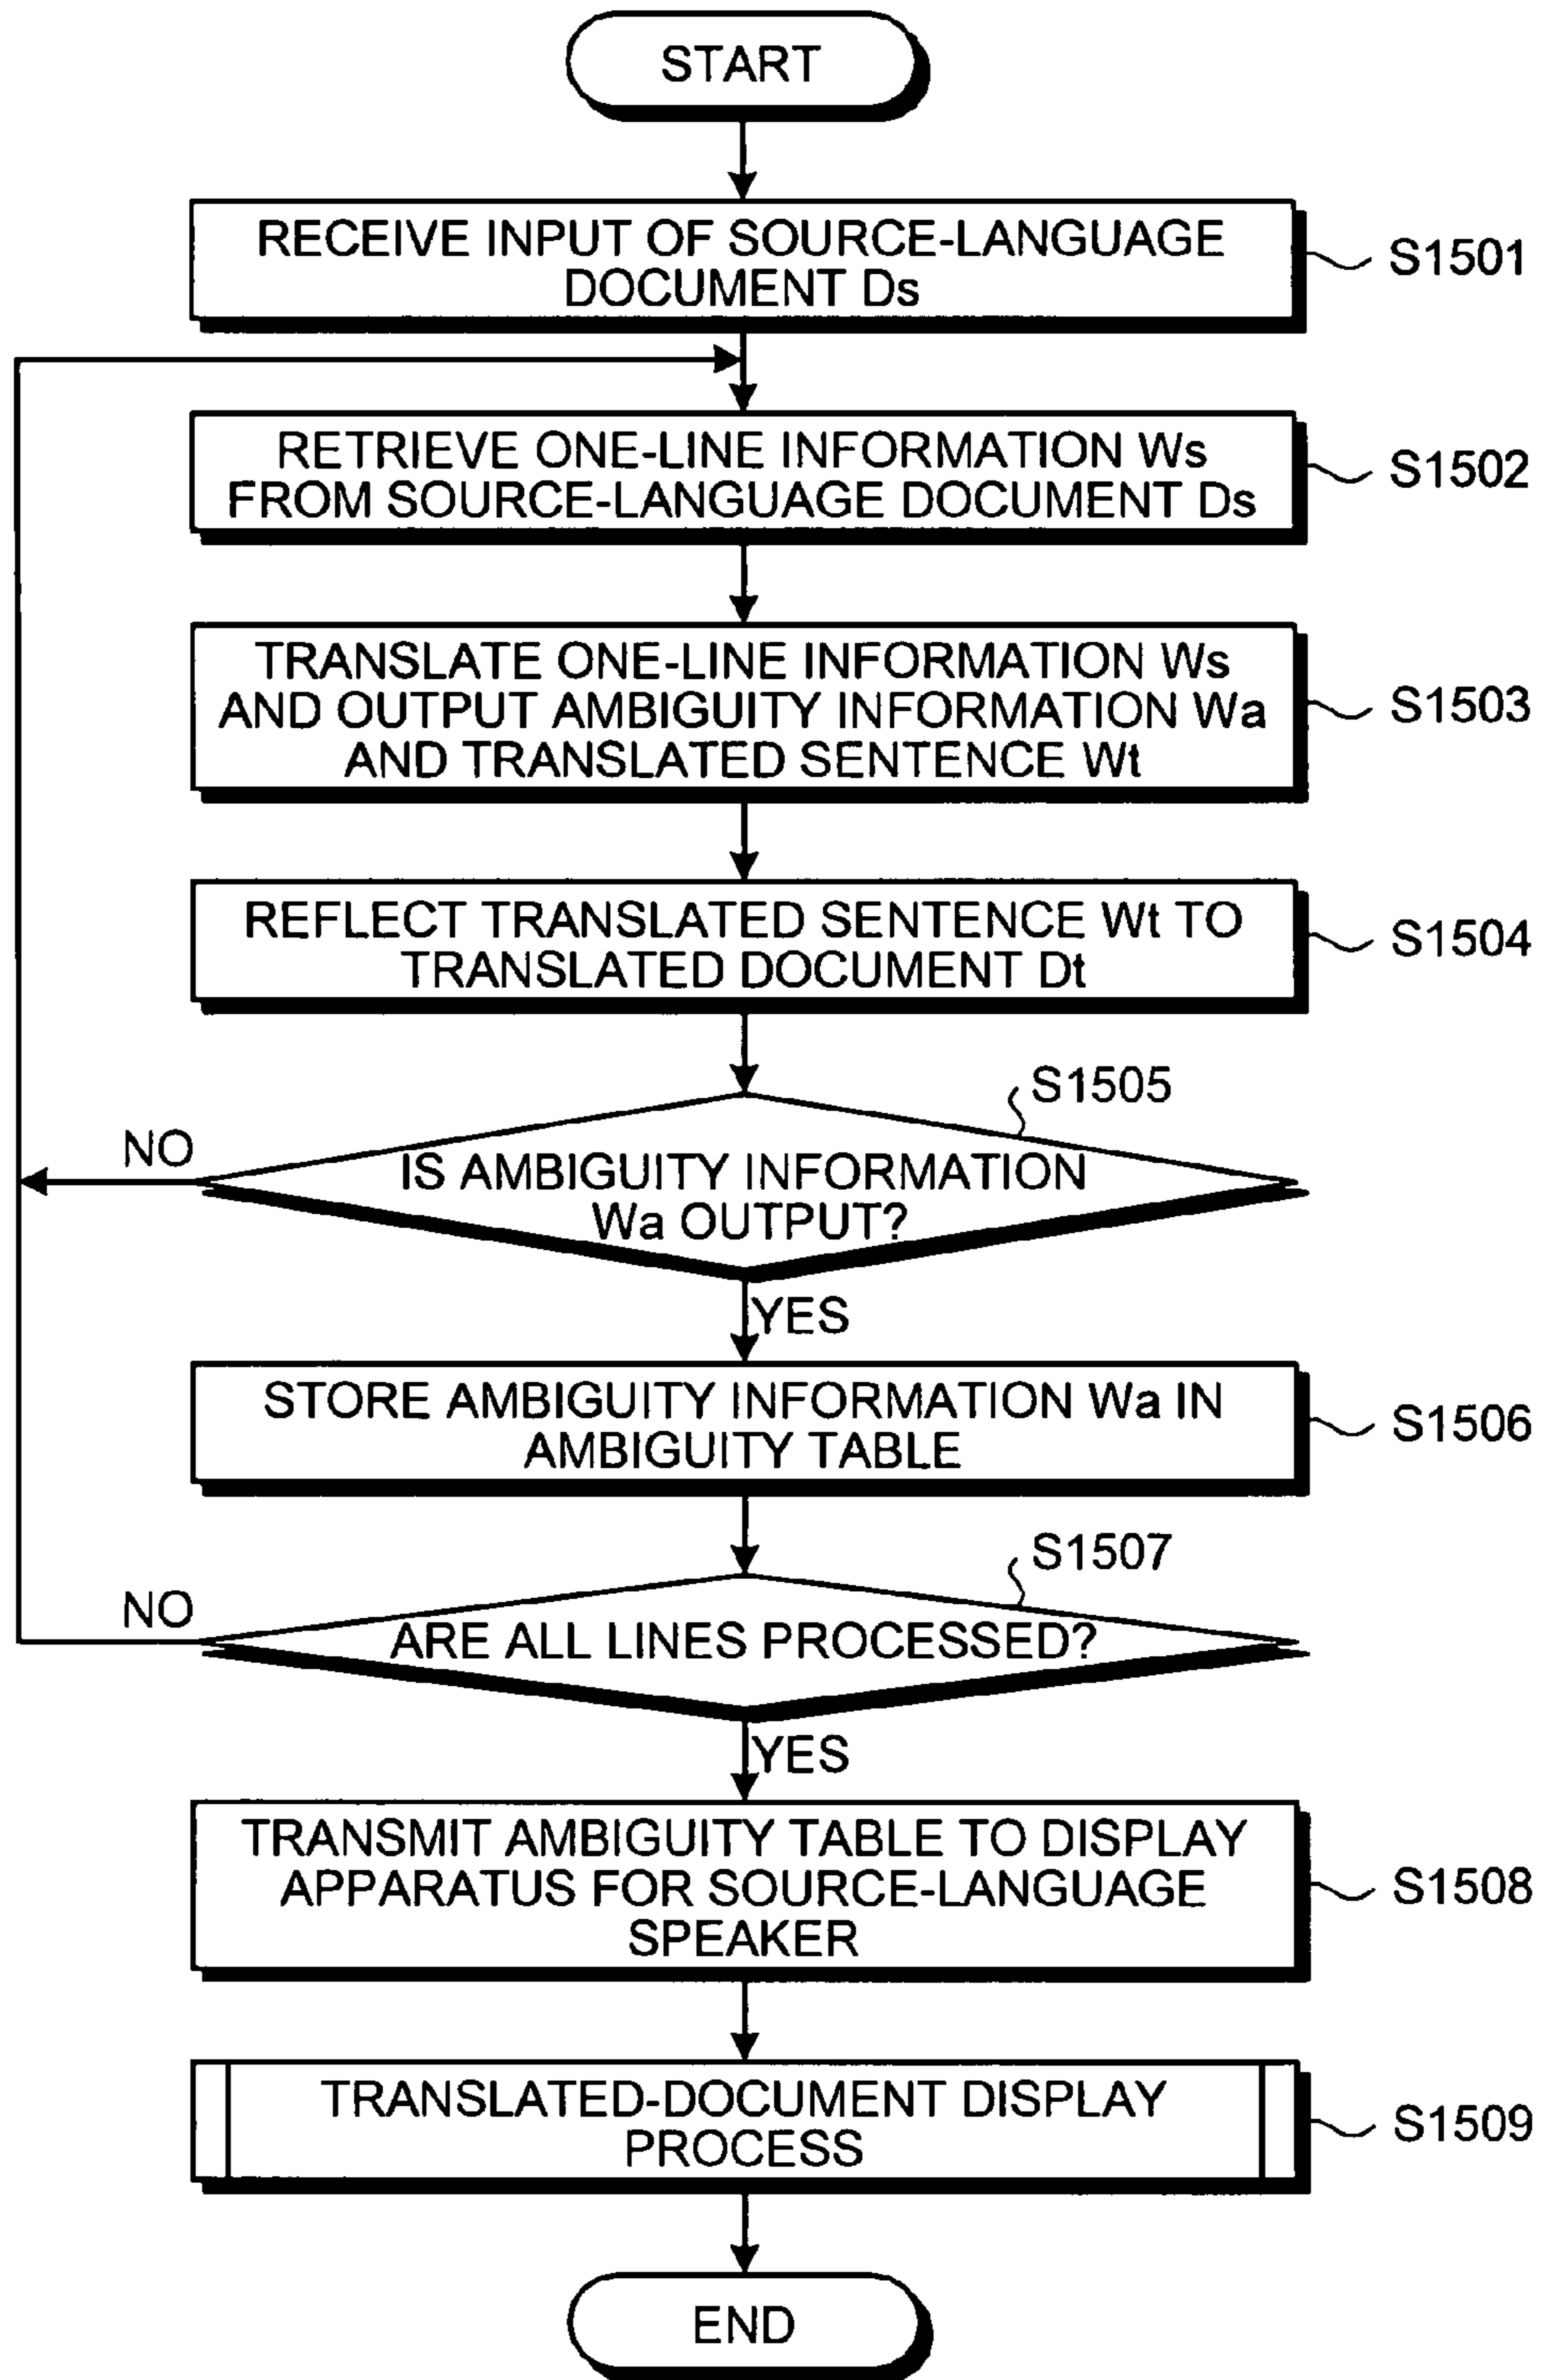 START
RECEIVE INPUT OF SOURCE-LANGUAGE
DOCUMENT Ds
S1501
RETRIEVE ONE-LINE INFORMATION Ws
FROM SOURCE-LANGUAGE DOCUMENT Ds
S1502
TRANSLATE ONE-LINE INFORMATION Ws
AND OUTPUT AMBIGUITY INFORMATION Wa
AND TRANSLATED SENTENCE Wt
S1503
REFLECT TRANSLATED SENTENCE Wt TO
TRANSLATED DOCUMENT Dt
S1504
S1505
NO
IS AMBIGUITY INFORMATION
Wa OUTPUT?
YES
STORE AMBIGUITY INFORMATION Wa IN
AMBIGUITY TABLE
S1506
S1507
NO
ARE ALL LINES PROCESSED?
YES
TRANSMIT AMBIGUITY TABLE TO DISPLAY
APPARATUS FOR SOURCE-LANGUAGE
SPEAKER
S1508
TRANSLATED-DOCUMENT DISPLAY
PROCESS
S1509
END